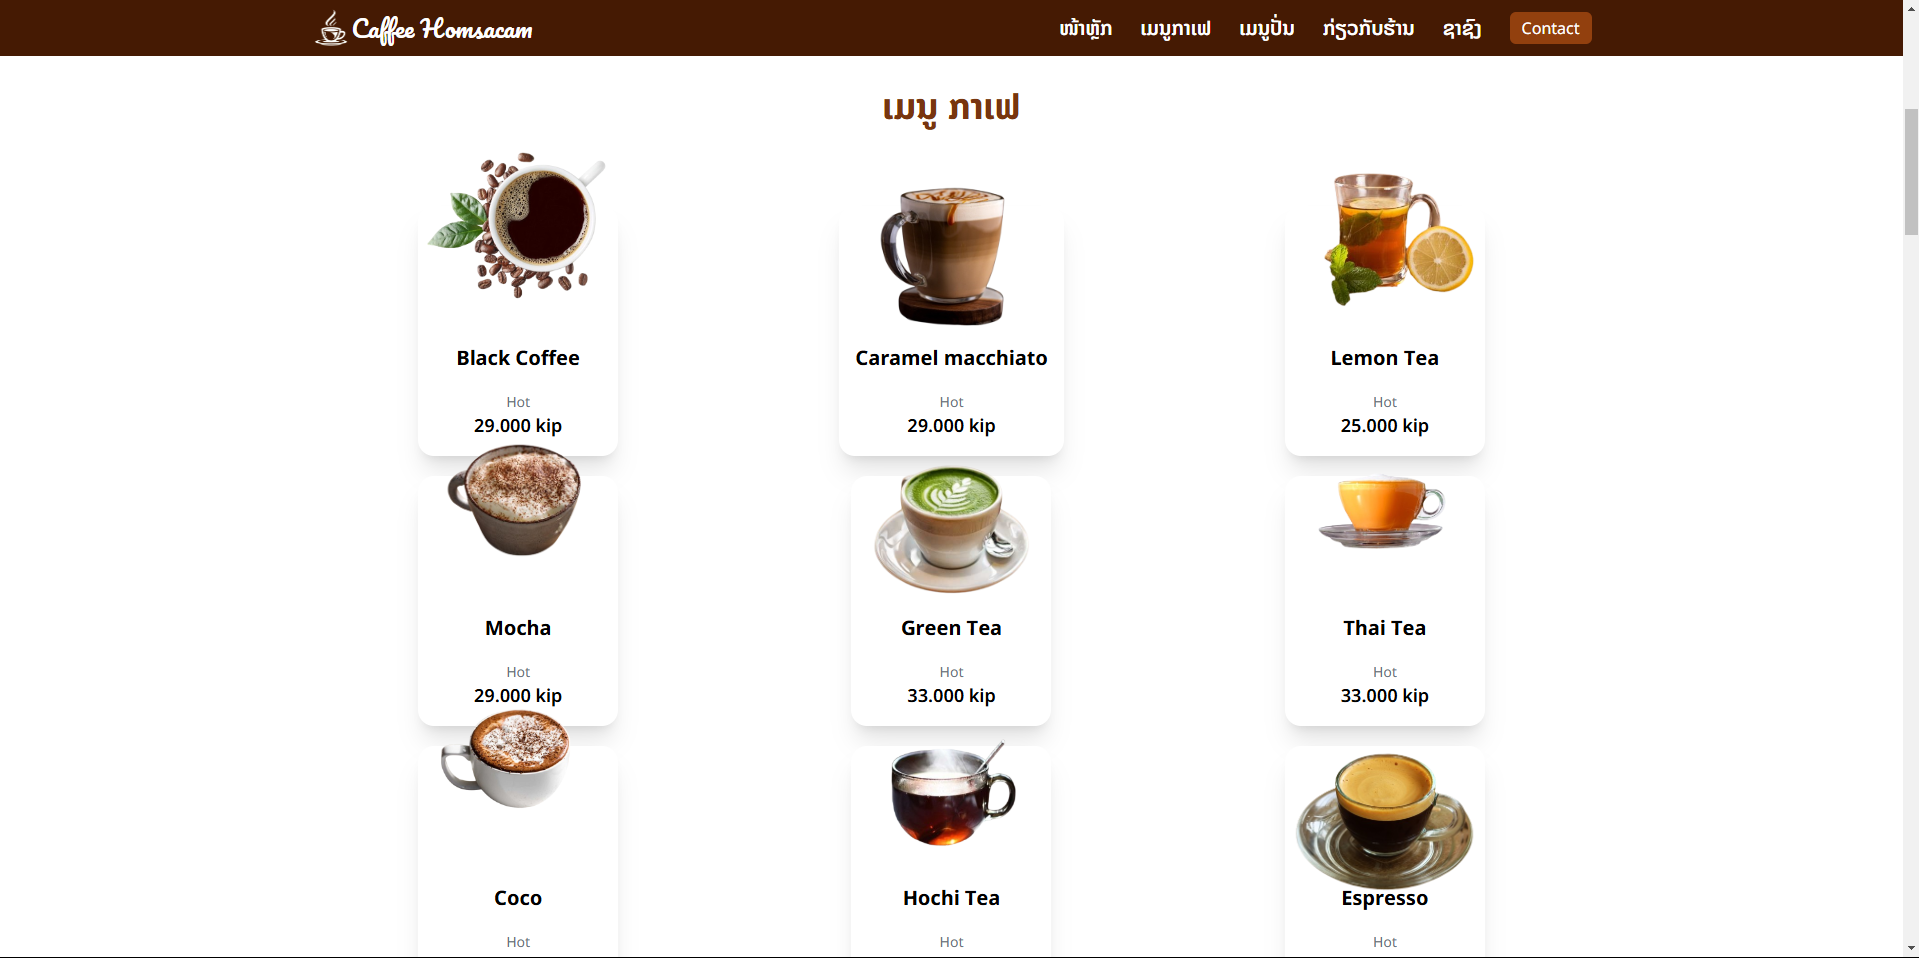 Caffee Homsacam
ໜ້າຫຼັກ ເມນູກາເຟ ເມນູປັ່ນ ກ່ຽວກັບຮ້ານ ຊາຊົງ Contact
ເມນູ ກາເຟ
Black Coffee Caramel macchiato Lemon Tea
Hot Hot Hot
29.000 kip 29.000 kip 25.000 kip
Mocha Green Tea Thai Tea
Hot Hot Hot
29.000 kip 33.000 kip 33.000 kip
Coco Hochi Tea Espresso
Hot Hot Hot